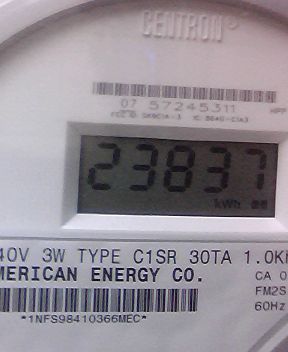 CENTRON®
07 57245311
23837
kWh
40V 3W TYPE C1SR 30TA 1.0K
MERICAN ENERGY CO.
CA 0
FM2S
60Hz
*1NFS98410366MEC*